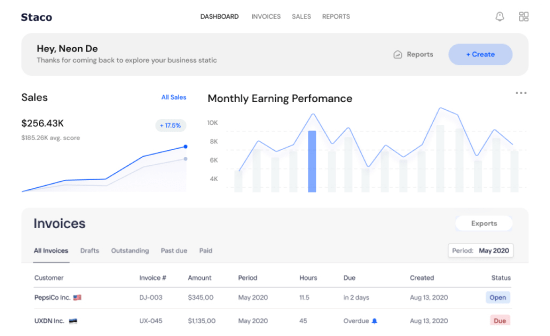 Staco
DASHBOARD INVOICES SALES REPORTS
Hey, Neon De
Thanks for coming back to explore your business static
Reports
+ Create
Sales
All Sales
$256.43K
+ 17.5%
$185.26K avg. score
Monthly Earning Perfomance
10K
8K
6K
4K
Invoices
Exports
All Invoices Drafts Outstanding Past due Paid
Period: May 2020
Customer Invoice # Amount Period Hours Due Created Status
PepsiCo Inc. DJ-003 $345,00 May 2020 11.5 in 2 days Aug 13, 2020 Open
UXDN Inc. UX-045 $1,135,00 May 2020 45 Overdue Aug 13, 2020 Due